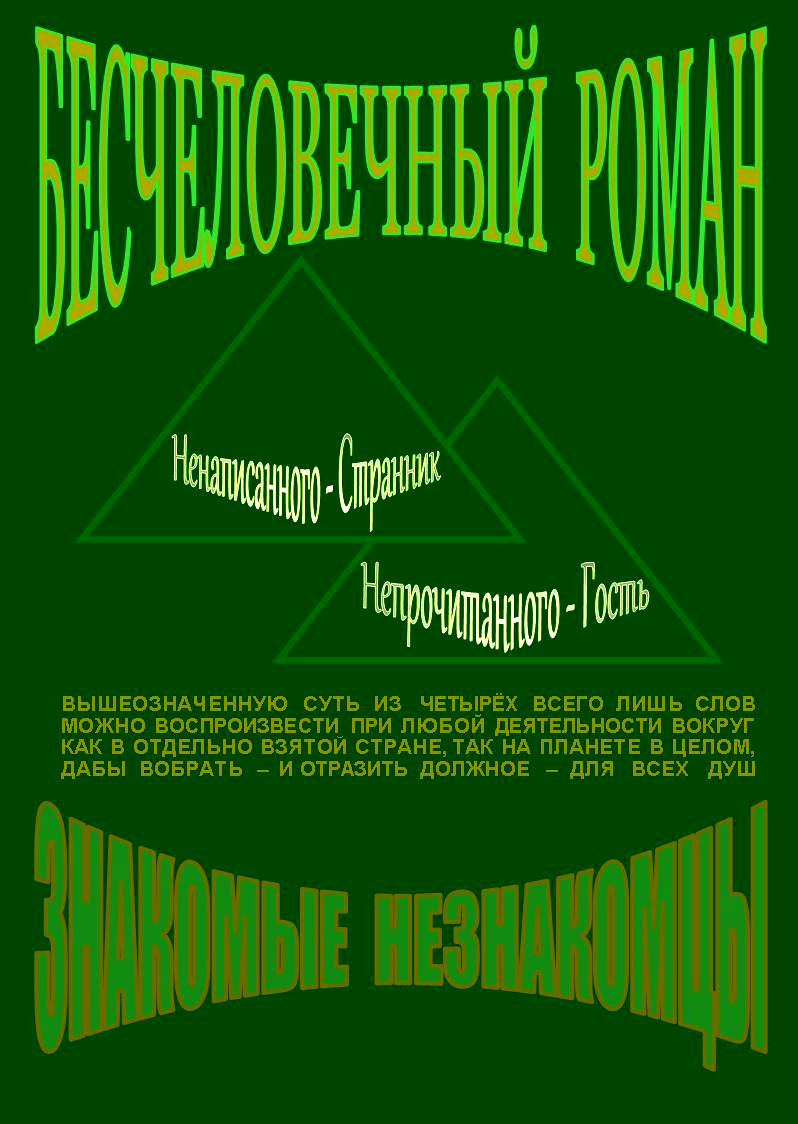 БЕСЧЕЛОВЕЧНЫЙ РОМАН
Ненаписанного - Странник
Непрочитанного - Гость
ВЫШЕОЗНАЧЕННУЮ СУТЬ ИЗ ЧЕТЫРЁХ ВСЕГО ЛИШЬ СЛОВ
МОЖНО ВОСПРОИЗВЕСТИ ПРИ ЛЮБОЙ ДЕЯТЕЛЬНОСТИ ВОКРУГ
КАК В ОТДЕЛЬНО ВЗЯТОЙ СТРАНЕ, ТАК НА ПЛАНЕТЕ В ЦЕЛОМ,
ДАБЫ ВОБРАТЬ – И ОТРАЗИТЬ ДОЛЖНОЕ – ДЛЯ ВСЕХ ДУШ
ЗНАКОМЫЕ НЕЗНАКОМЦЫ